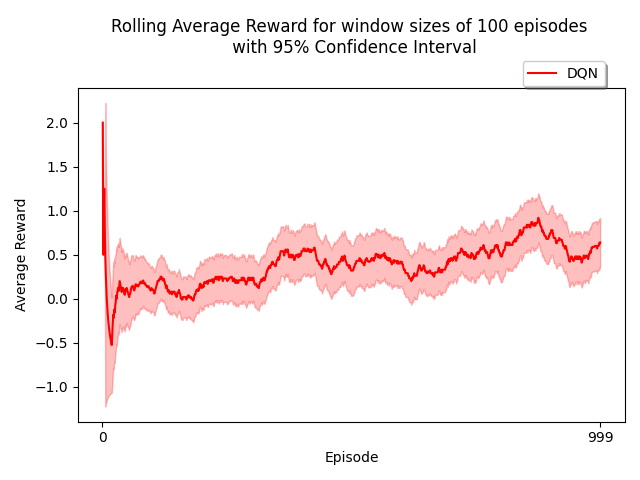 Rolling Average Reward for window sizes of 100 episodes
with 95% Confidence Interval
DQN
2.0
1.5
1.0
0.5
0.0
−0.5
−1.0
Average Reward
0
999
Episode